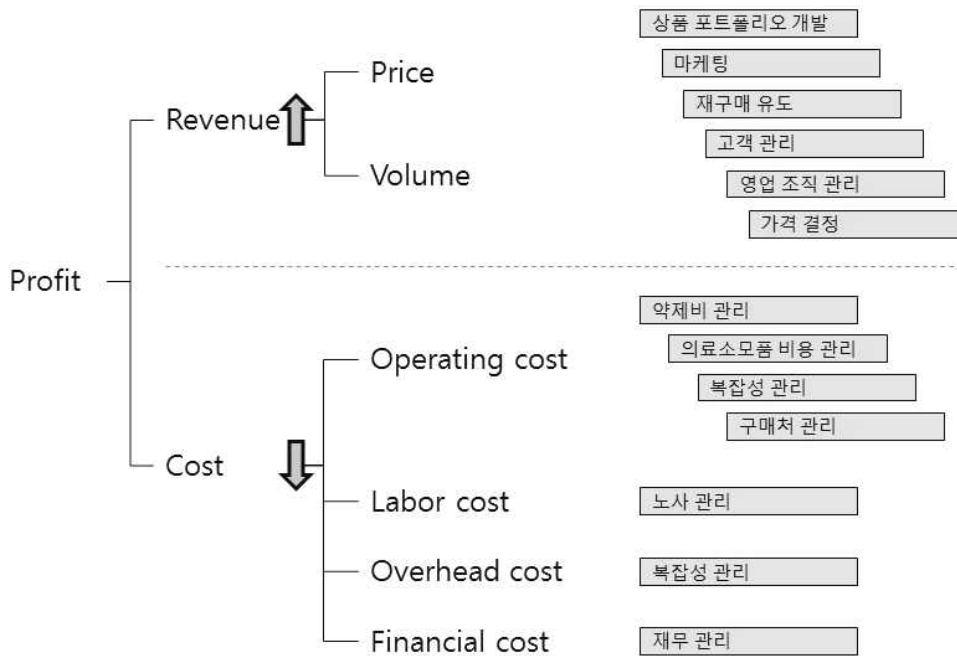 상품 포트폴리오 개발
Price
마케팅
재구매 유도
Revenue
고객 관리
Volume
영업 조직 관리
가격 결정
Profit
약제비 관리
Operating cost
의료소모품 비용 관리
복잡성 관리
구매처 관리
Cost
Labor cost
노사 관리
Overhead cost
복잡성 관리
Financial cost
재무 관리